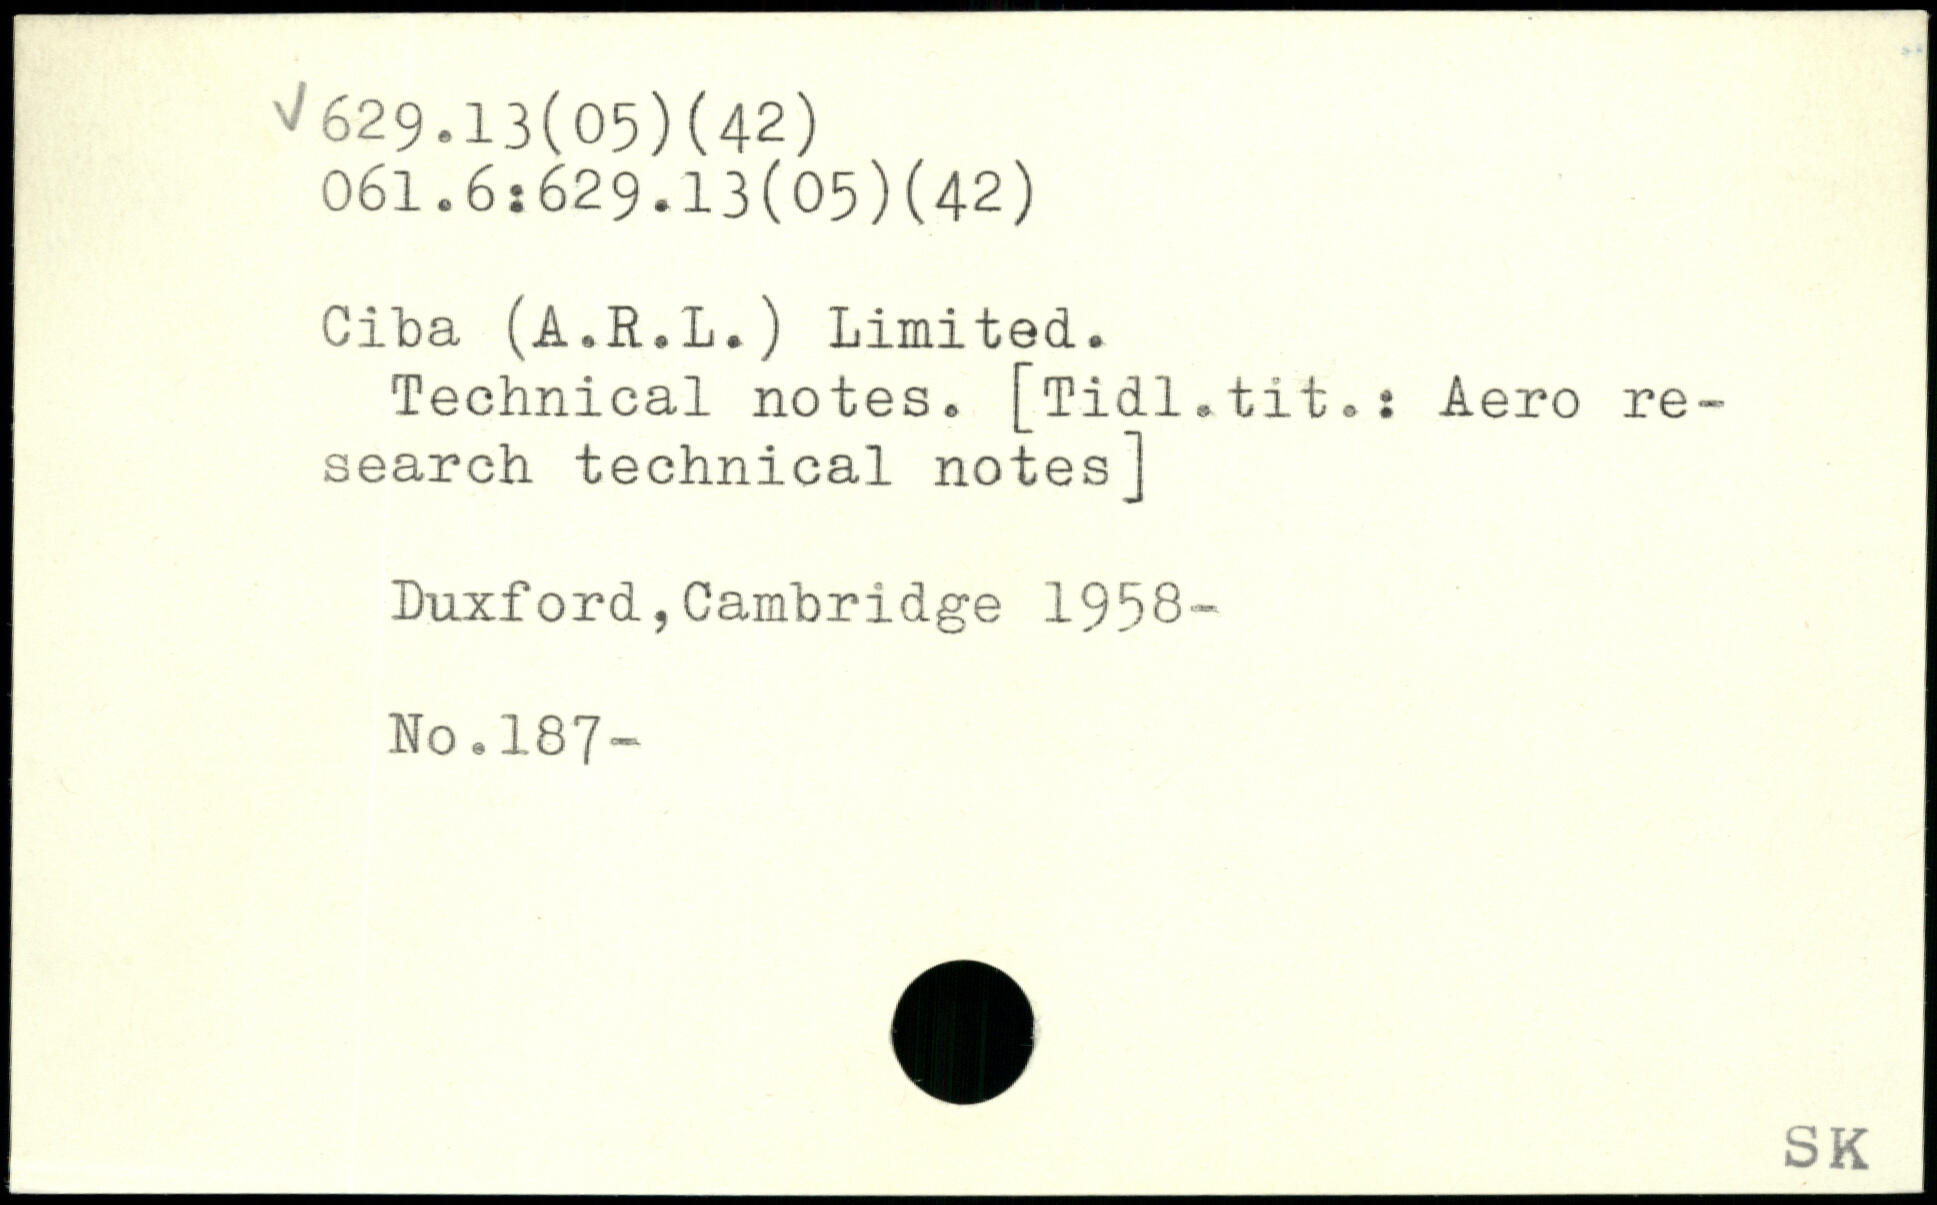 √629.13(05)(42)
061.6:629.13(05)(42)
Ciba (A.R.L.) Limited.
Technical notes. [Tidl.tit.: Aero re-
search technical notes]
Duxford,Cambridge 1958-
No.187-
SK